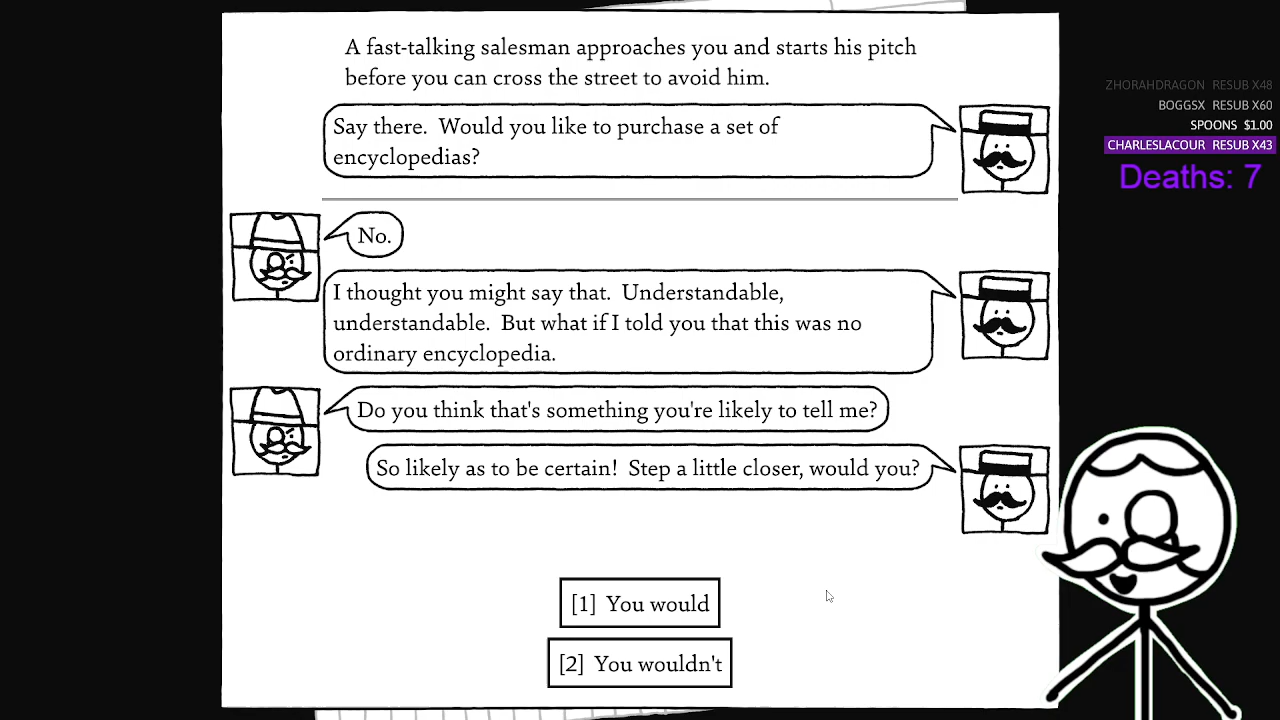 A fast-talking salesman approaches you and starts his pitch
before you can cross the street to avoid him.
Say there.  Would you like to purchase a set of
encyclopedias?
No.
I thought you might say that.  Understandable,
understandable.  But what if I told you that this was no
ordinary encyclopedia.
Do you think that's something you're likely to tell me?
So likely as to be certain!  Step a little closer, would you?
[1]  You would
[2]  You wouldn't
ZHORAHDRAGON  RESUB X48
BOGGSX  RESUB X60
SPOONS  $1.00
CHARLESLACOUR  RESUB X43
Deaths: 7